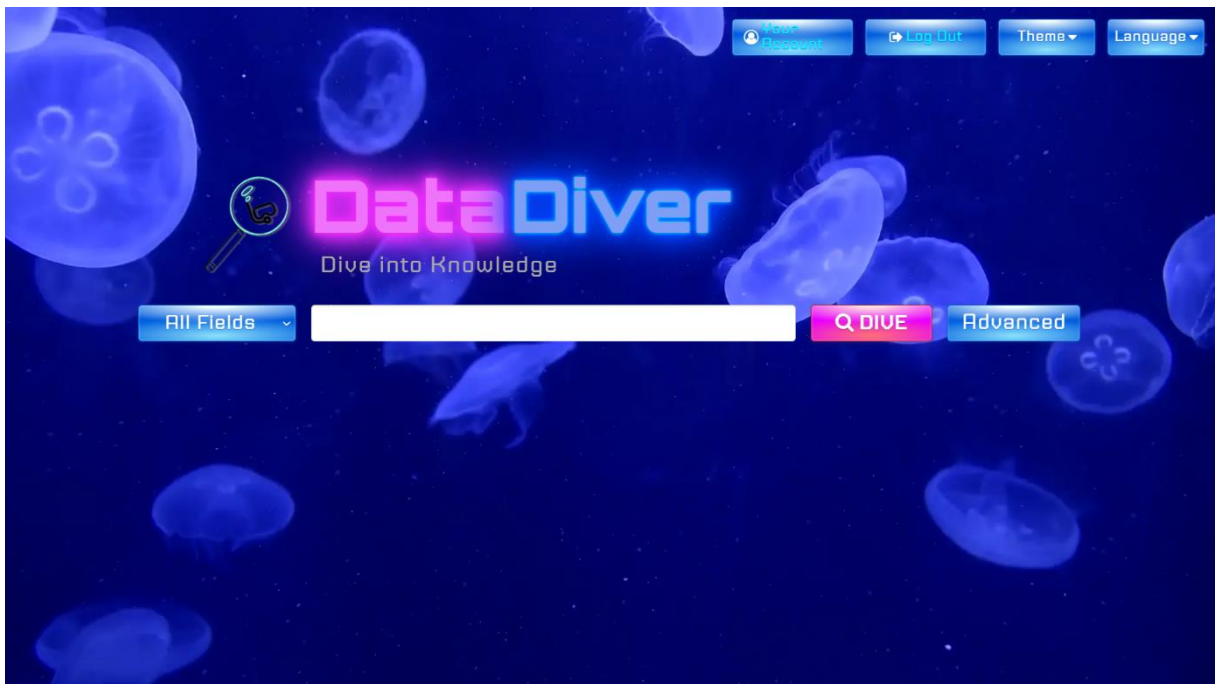 Your
Account
Log Out
Theme
Language
DataDiver
Dive into Knowledge
All Fields
DIVE
Advanced